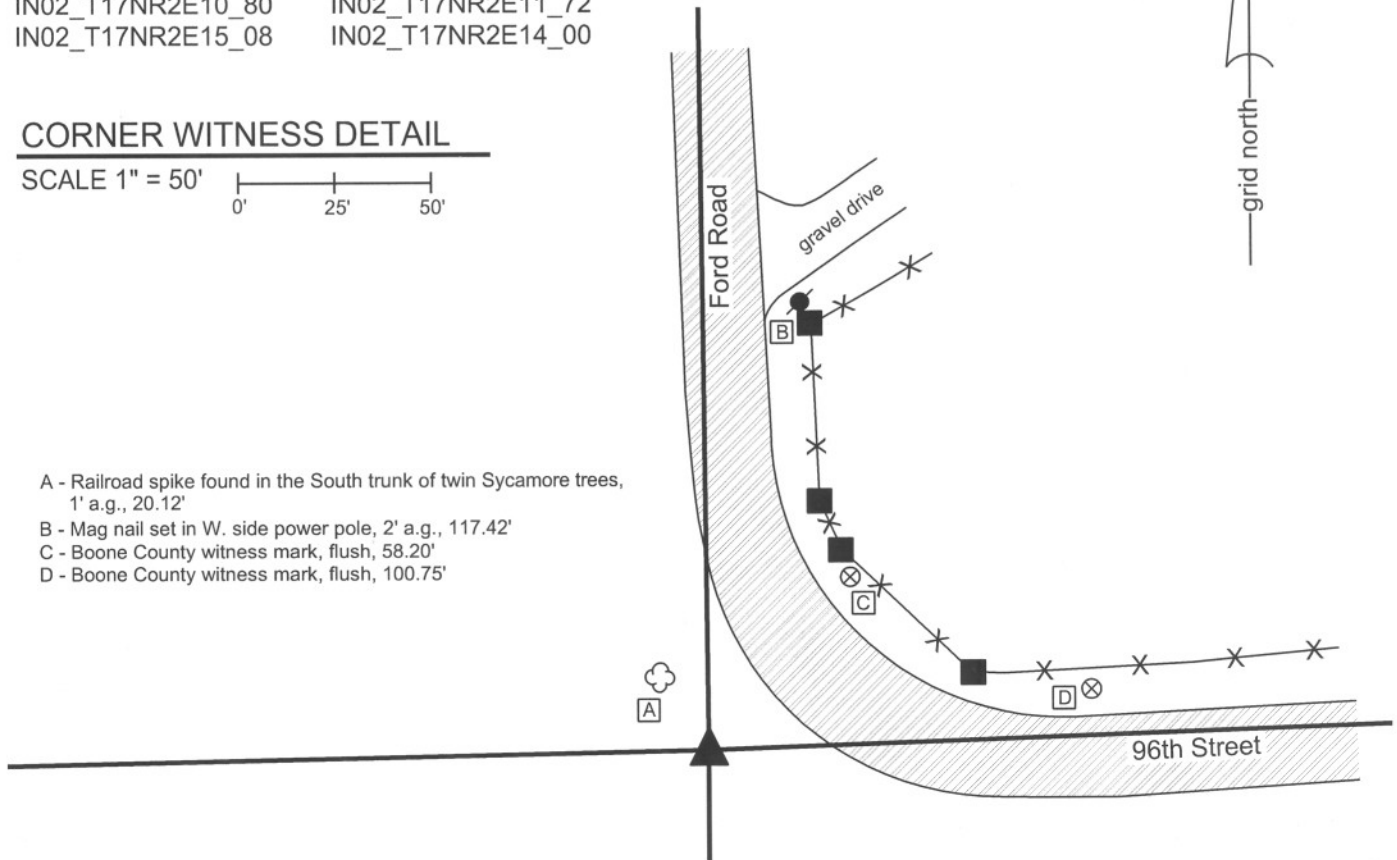 IN02_T17NR2E10_80 IN02_T17NR2E11_72
IN02_T17NR2E15_08 IN02_T17NR2E14_00
CORNER WITNESS DETAIL
SCALE 1" = 50'
0' 25' 50'
grid north
Ford Road
gravel drive
B
A - Railroad spike found in the South trunk of twin Sycamore trees,
1' a.g., 20.12'
B - Mag nail set in W. side power pole, 2' a.g., 117.42'
C - Boone County witness mark, flush, 58.20'
D - Boone County witness mark, flush, 100.75'
C
D
A
96th Street